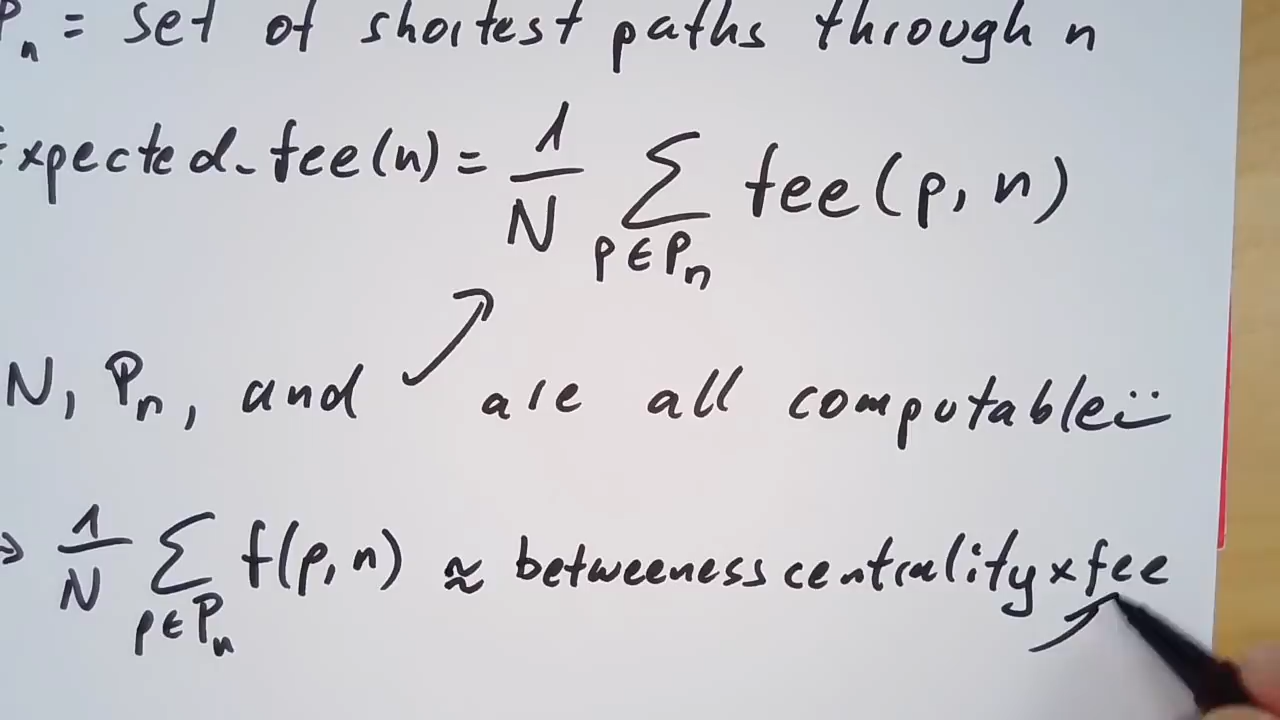 Pn = set of shortest paths through n
Expected_fee(n) = 1/N ∑ p∈Pn fee(p, n)
N, Pn, and ↗ are all computable ¨⌣
→ 1/N ∑ p∈Pn f(p, n) ≈ betweeness centrality × fee